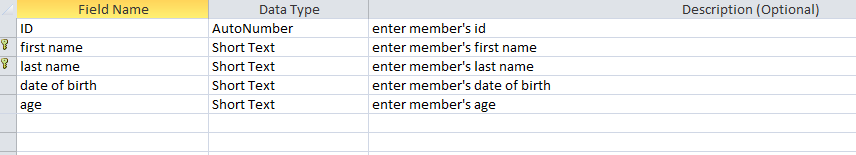 Field Name Data Type Description (Optional)
ID AutoNumber enter member's id
first name Short Text enter member's first name
last name Short Text enter member's last name
date of birth Short Text enter member's date of birth
age Short Text enter member's age